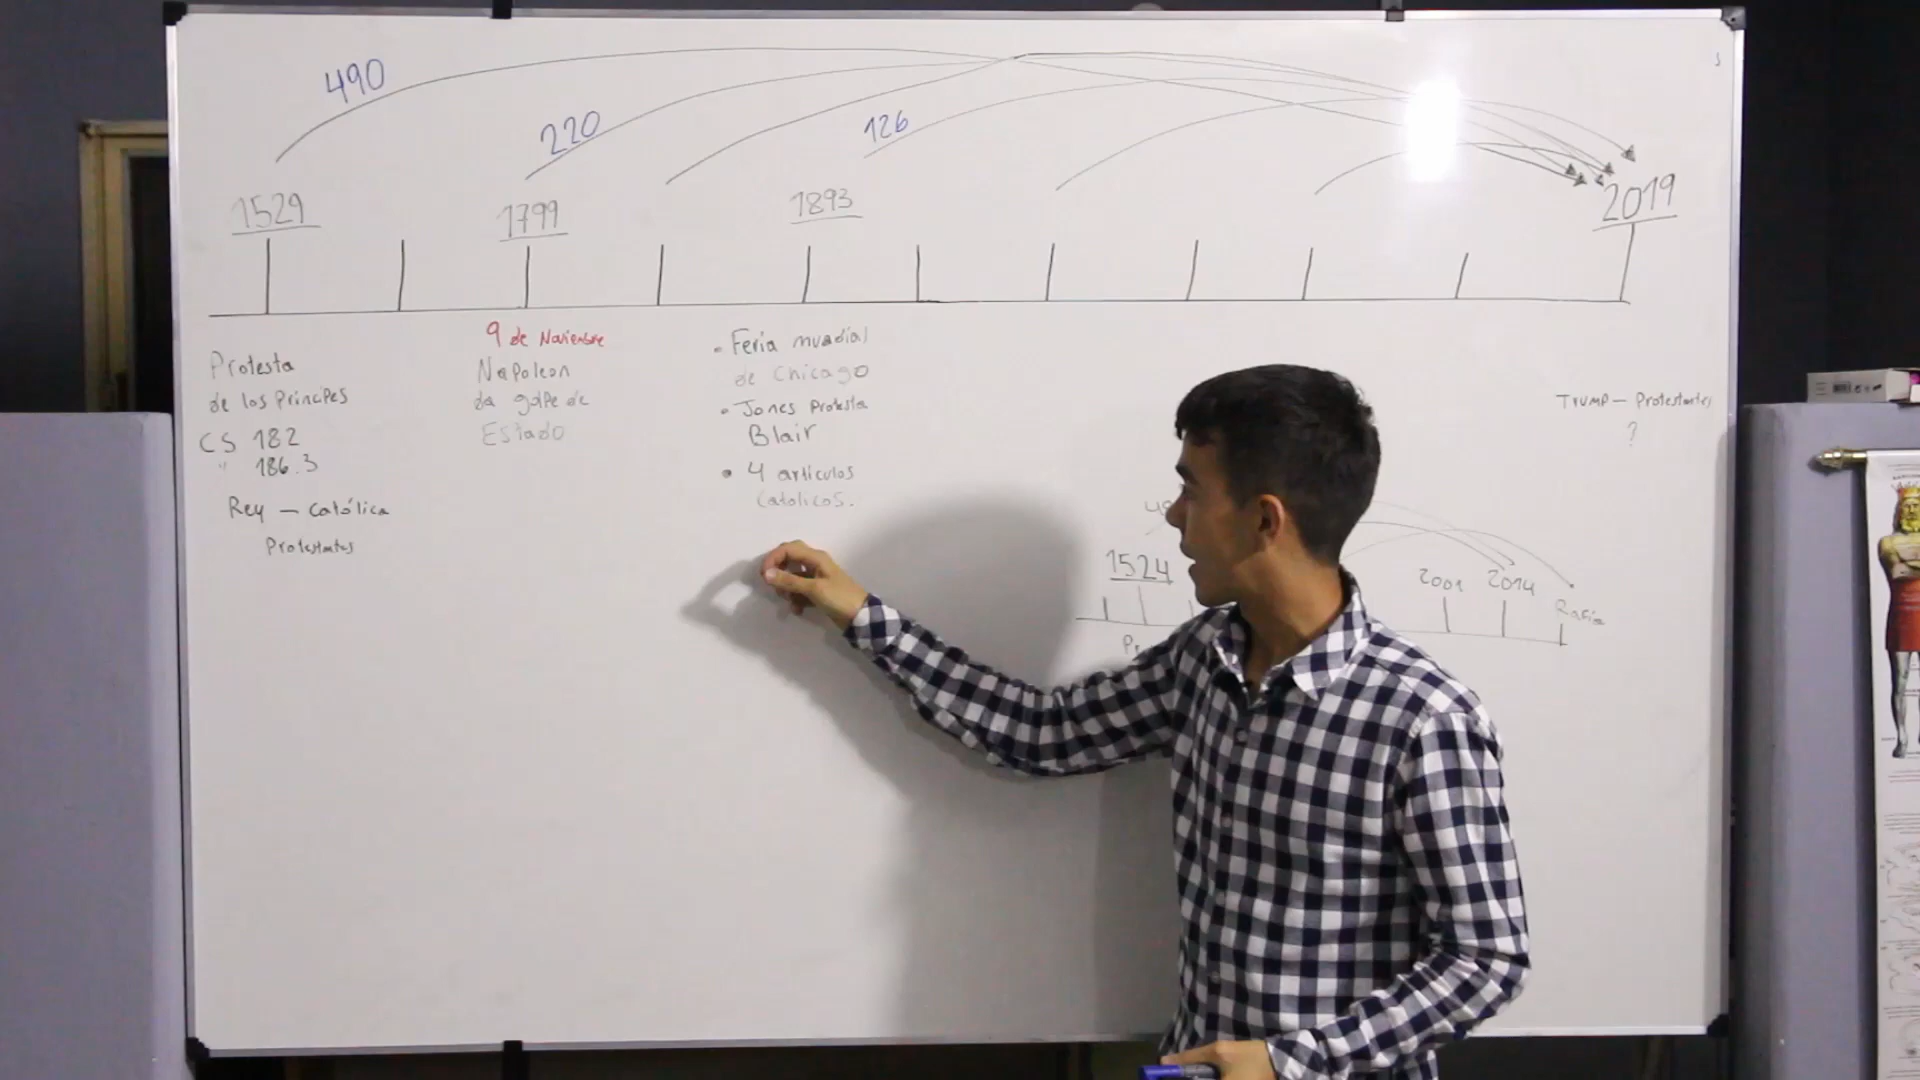 490
220
126
1529
1799
1893
2019
Protesta
de los Principes
CS 182
" 186.3
Rey – católica
Protestantes
9 de Noviembre
Napoleon
da golpe de
Estado
• Feria mundial
de Chicago
• Jones Protesta
Blair
• 4 articulos
Catolicos.
TRUMP – Protestantes
?
1524
2001
2014
Rafia